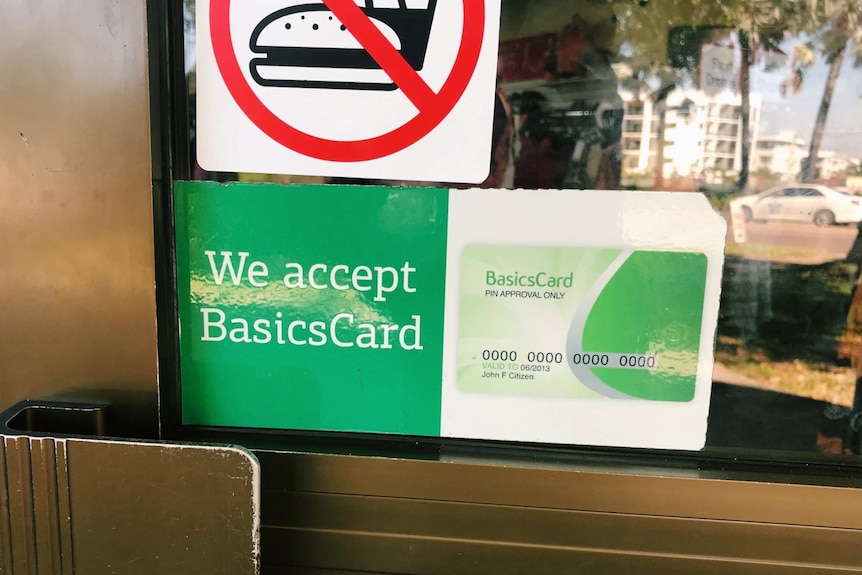 We accept
BasicsCard
BasicsCard
PIN APPROVAL ONLY
0000 0000 0000 0000
VALID TO 06/2013
John F Citizen